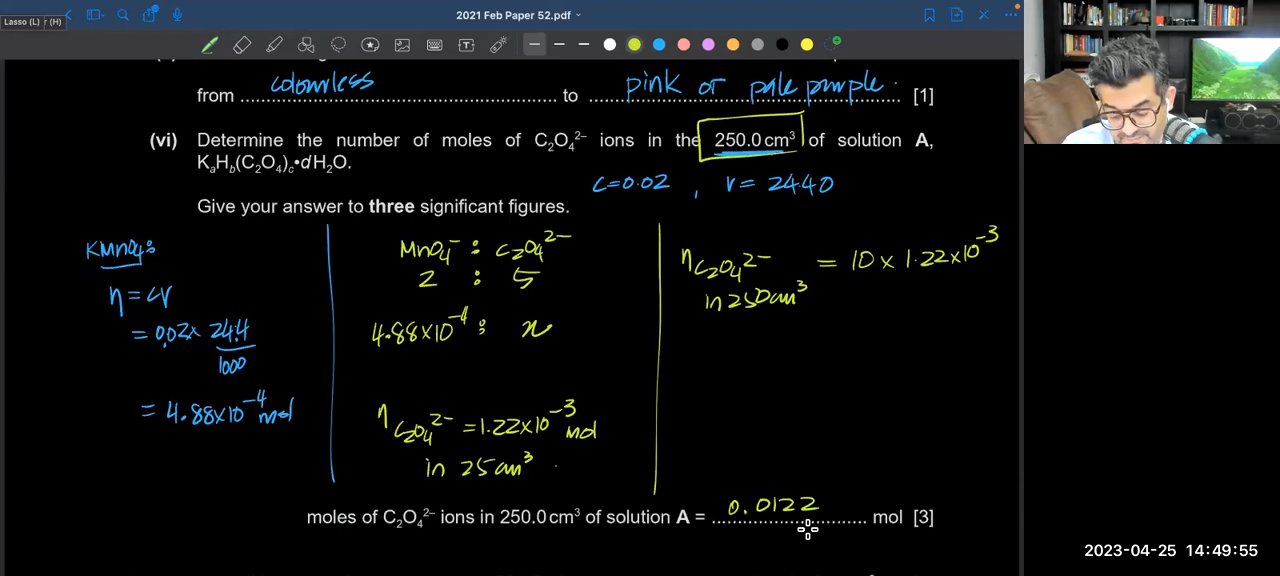 2021 Feb Paper 52.pdf
Lasso (L)
(H)
from colourless to pink or pale purple. [1]
(vi) Determine the number of moles of C₂O₄²⁻ ions in the 250.0 cm³ of solution A,
KₐH_b(C₂O₄)_c•dH₂O.
c=0.02 , v= 24.40
Give your answer to three significant figures.
KMnO₄:
n = cv
= 0.02 × 24.4
1000
= 4.88×10⁻⁴ mol
MnO₄⁻ : C₂O₄²⁻
2 : 5
4.88×10⁻⁴ : x
n C₂O₄²⁻ = 1.22×10⁻³ mol
in 25cm³
n C₂O₄²⁻ = 10 × 1.22×10⁻³
in 250cm³
0.0122
moles of C₂O₄²⁻ ions in 250.0 cm³ of solution A = .............................. mol [3]
2023-04-25 14:49:55